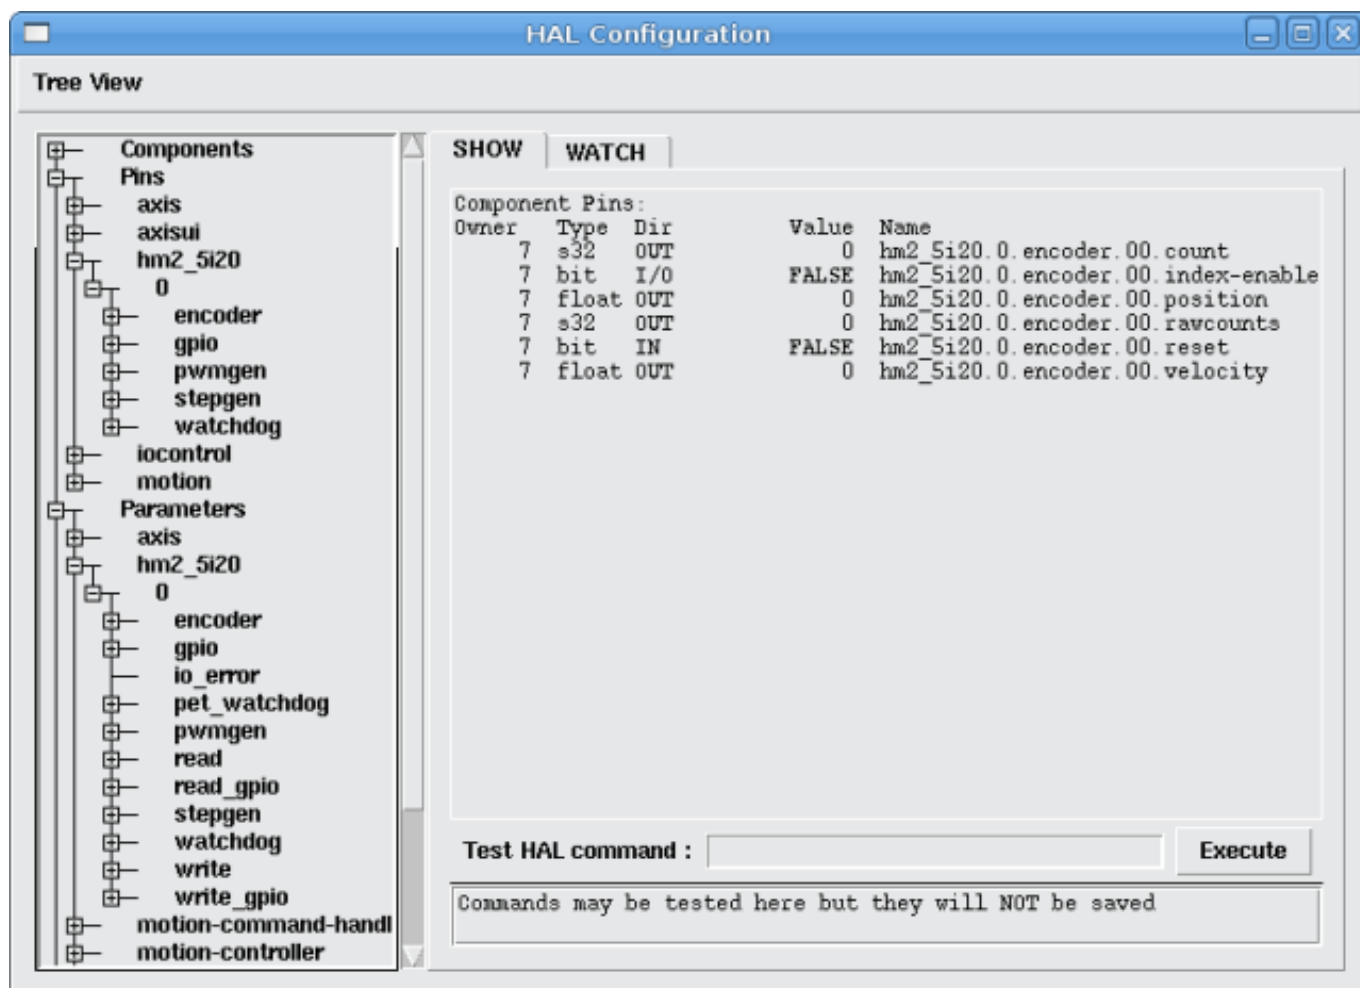 HAL Configuration
Tree View
Components
Pins
axis
axisui
hm2_5i20
0
encoder
gpio
pwmgen
stepgen
watchdog
iocontrol
motion
Parameters
axis
hm2_5i20
0
encoder
gpio
io_error
pet_watchdog
pwmgen
read
read_gpio
stepgen
watchdog
write
write_gpio
motion-command-handl
motion-controller
SHOW WATCH
Component Pins:
Owner Type Dir Value Name
7 s32 OUT 0 hm2_5i20.0.encoder.00.count
7 bit I/O FALSE hm2_5i20.0.encoder.00.index-enable
7 float OUT 0 hm2_5i20.0.encoder.00.position
7 s32 OUT 0 hm2_5i20.0.encoder.00.rawcounts
7 bit IN FALSE hm2_5i20.0.encoder.00.reset
7 float OUT 0 hm2_5i20.0.encoder.00.velocity
Test HAL command : Execute
Commands may be tested here but they will NOT be saved